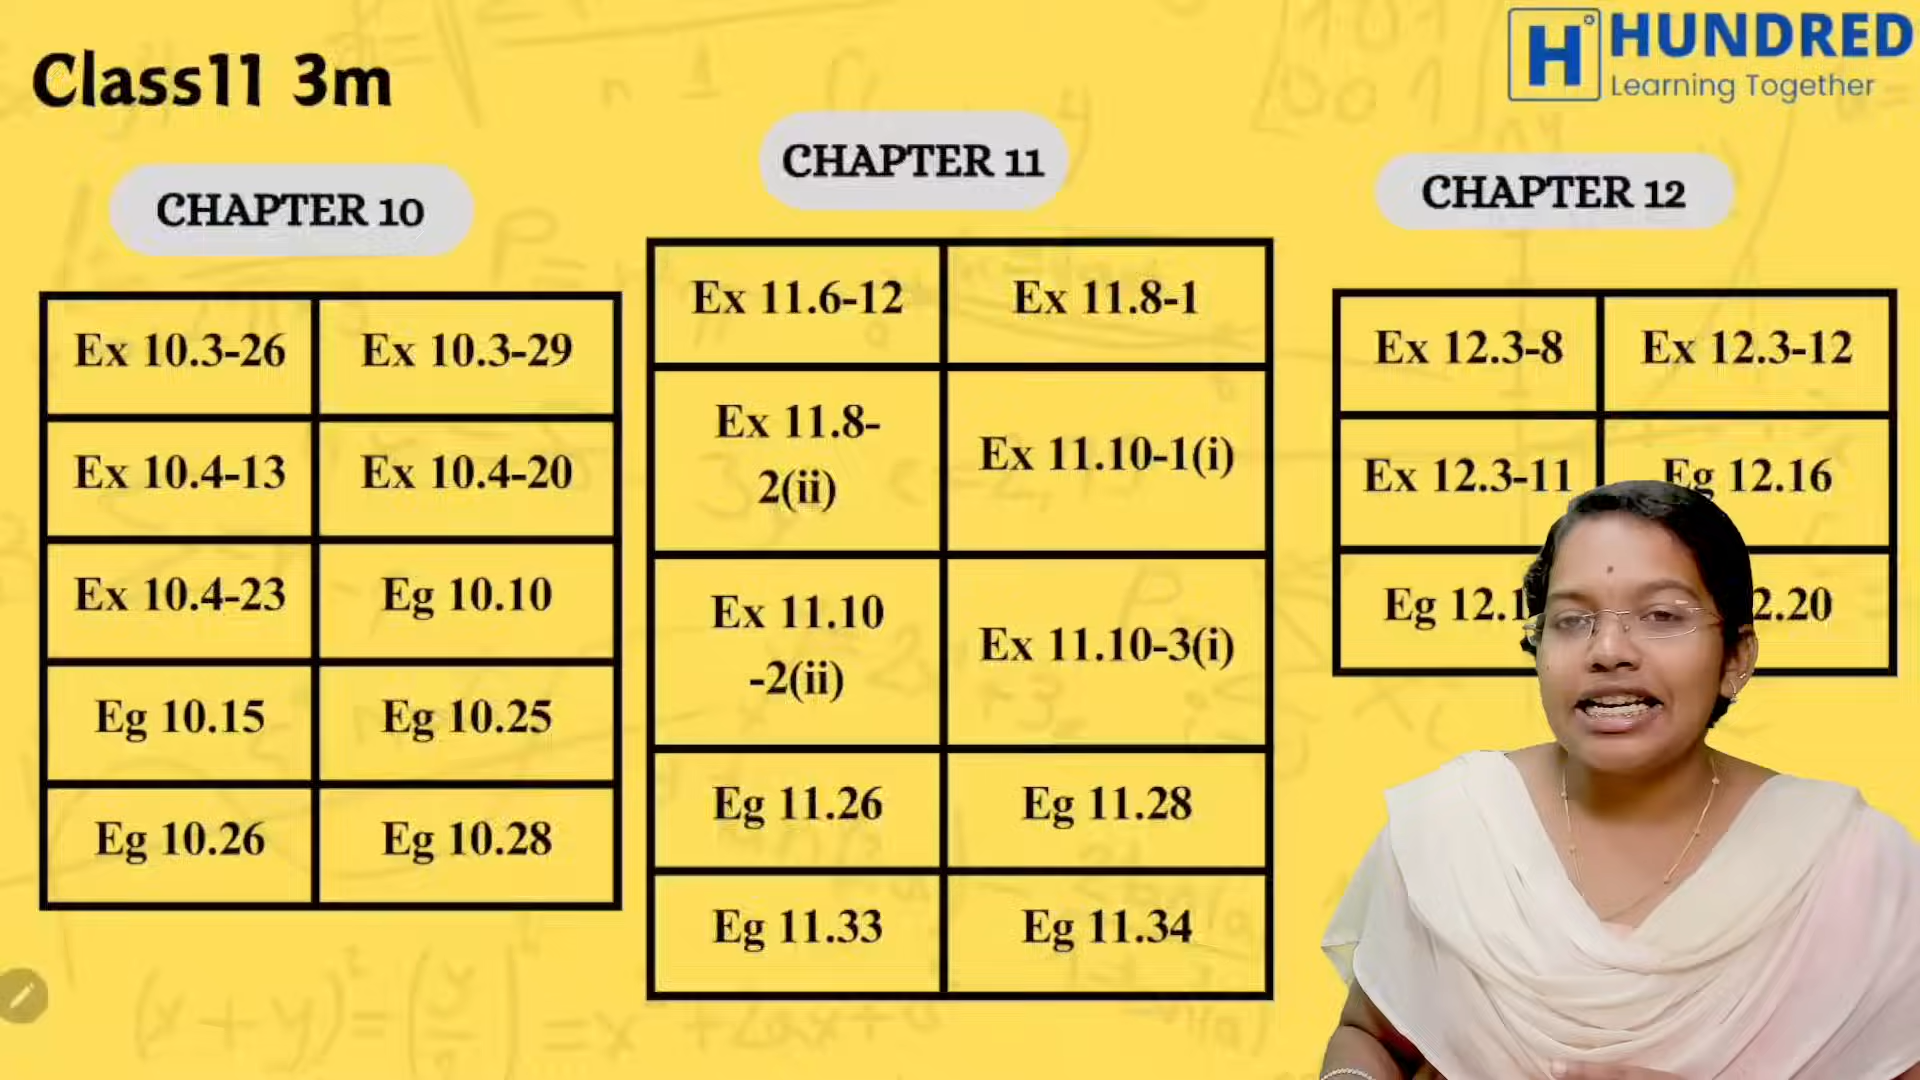 Class11 3m
H° HUNDRED
Learning Together
CHAPTER 10
Ex 10.3-26 Ex 10.3-29
Ex 10.4-13 Ex 10.4-20
Ex 10.4-23 Eg 10.10
Eg 10.15 Eg 10.25
Eg 10.26 Eg 10.28
CHAPTER 11
Ex 11.6-12 Ex 11.8-1
Ex 11.8-
2(ii)
Ex 11.10-1(i)
Ex 11.10
-2(ii)
Ex 11.10-3(i)
Eg 11.26 Eg 11.28
Eg 11.33 Eg 11.34
CHAPTER 12
Ex 12.3-8 Ex 12.3-12
Ex 12.3-11 Eg 12.16
Eg